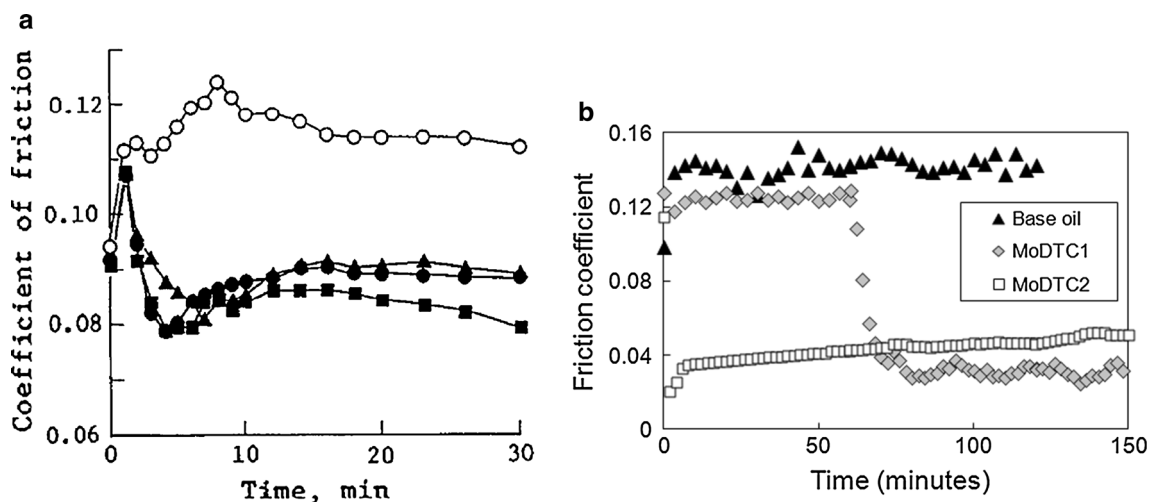 a
Coefficient of friction
0.12
0.10
0.08
0.06
0
10
20
30
Time, min
b
Friction coefficient
0.16
0.12
0.08
0.04
0
0
50
100
150
Base oil
MoDTC1
MoDTC2
Time (minutes)